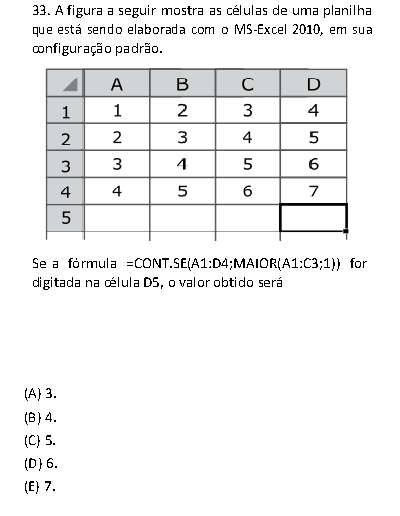 33. A figura a seguir mostra as células de uma planilha
que está sendo elaborada com o MS-Excel 2010, em sua
configuração padrão.
A B C D
1 1 2 3 4
2 2 3 4 5
3 3 4 5 6
4 4 5 6 7
5
Se a fórmula =CONT.SE(A1:D4;MAIOR(A1:C3;1)) for
digitada na célula D5, o valor obtido será
(A) 3.
(B) 4.
(C) 5.
(D) 6.
(E) 7.